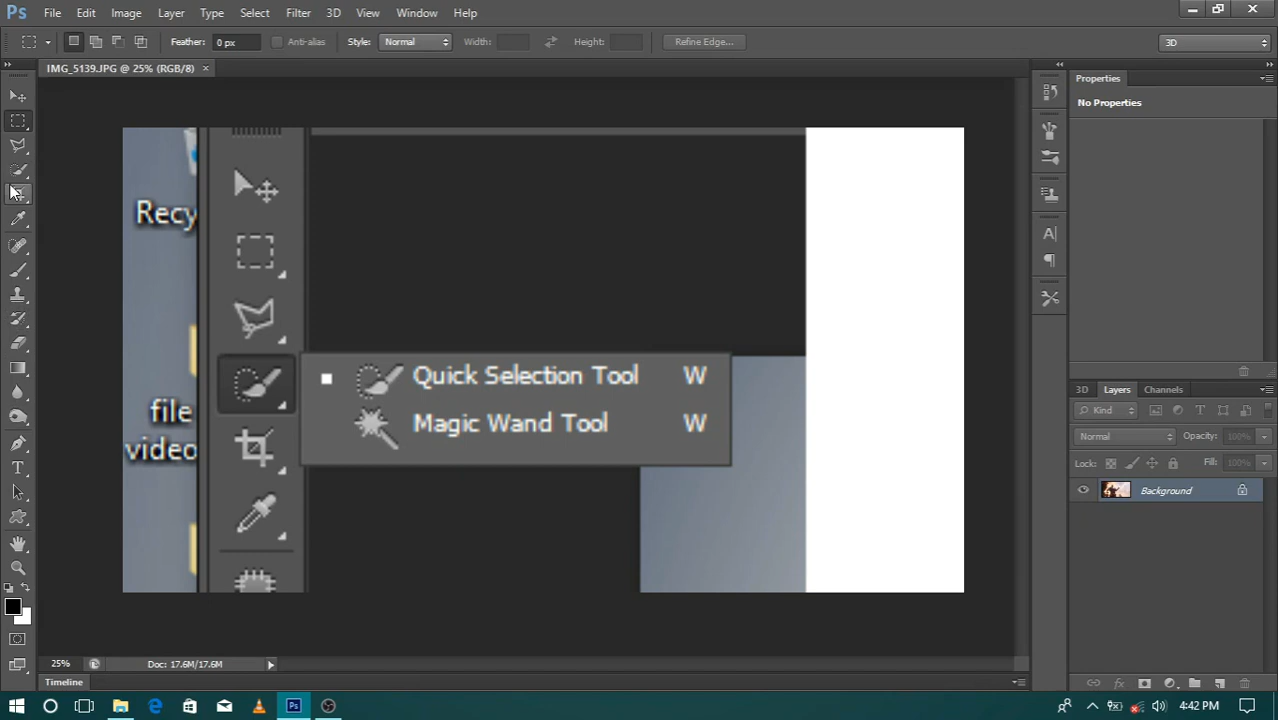 Ps File Edit Image Layer Type Select Filter 3D View Window Help
Feather: 0 px Anti-alias Style: Normal Width: Height: Refine Edge... 3D
IMG_5139.JPG @ 25% (RGB/8) ×
Properties
No Properties
Recy
Quick Selection Tool W
Magic Wand Tool W
file
video
3D Layers Channels
Kind
Normal Opacity: 100%
Lock: Fill: 100%
Background
25% Doc: 17.6M/17.6M
Timeline
4:42 PM